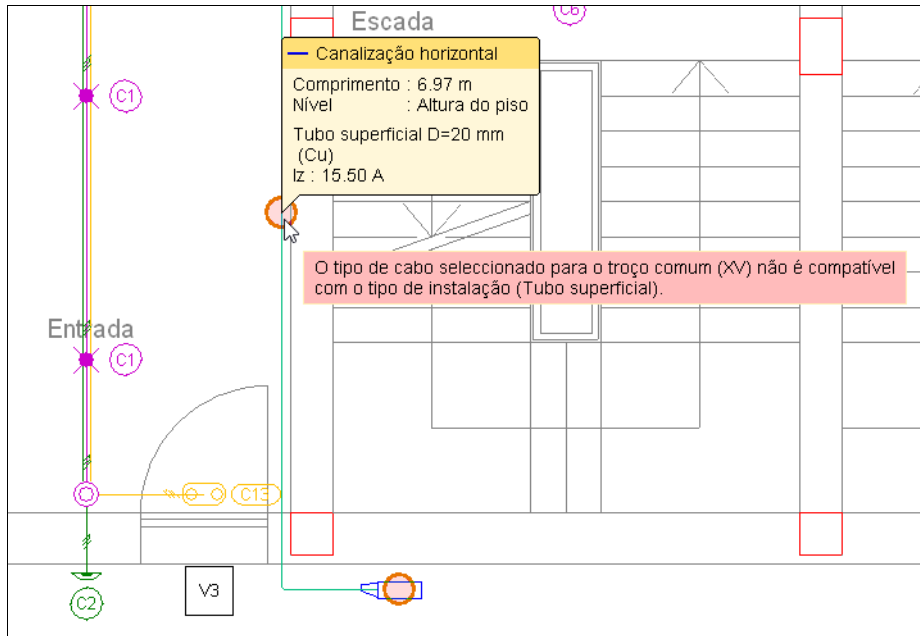 Escada
C6
Canalização horizontal
Comprimento : 6.97 m
Nível : Altura do piso
Tubo superficial D=20 mm
(Cu)
Iz : 15.50 A
C1
O tipo de cabo seleccionado para o troço comum (XV) não é compatível
com o tipo de instalação (Tubo superficial).
Entrada
C1
C13
V3
C2